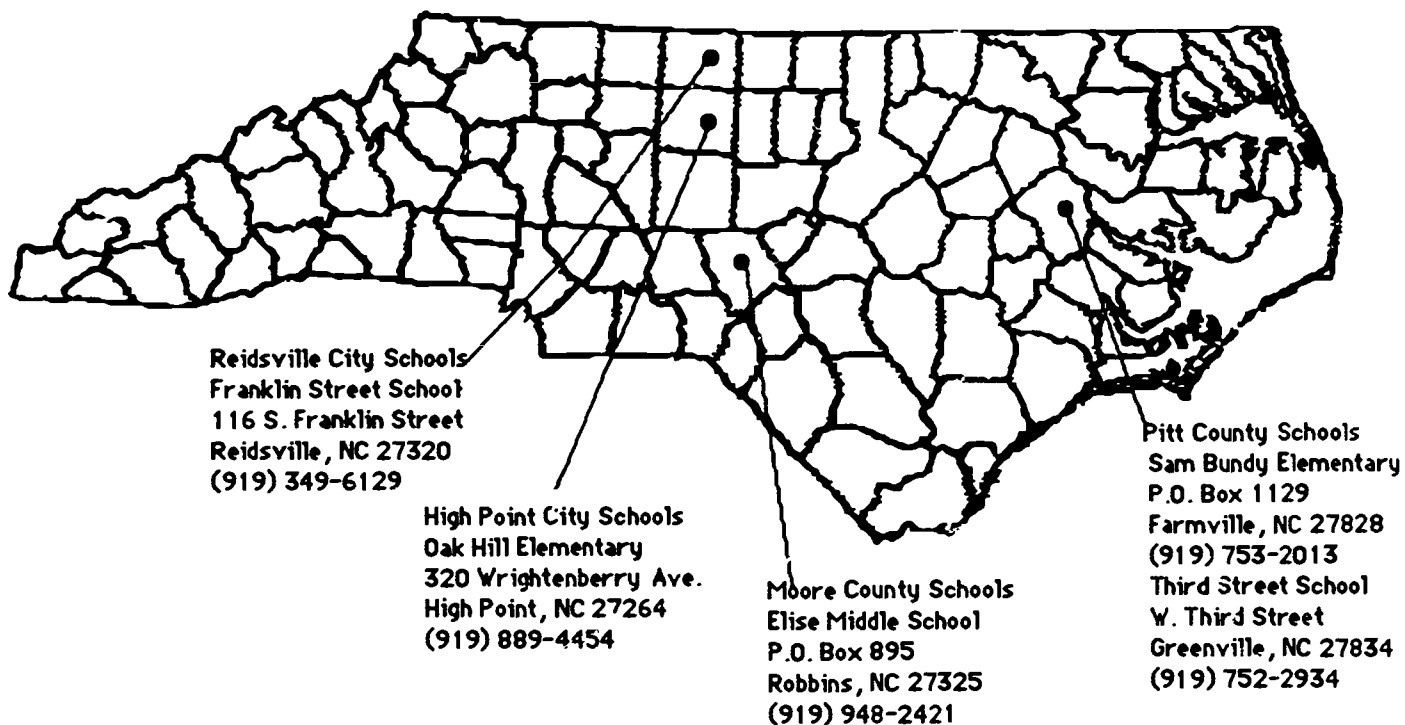 Reidsville City Schools
Franklin Street School
116 S. Franklin Street
Reidsville, NC 27320
(919) 349-6129
High Point City Schools
Oak Hill Elementary
320 Wrightenberry Ave.
High Point, NC 27264
(919) 889-4454
Moore County Schools
Elise Middle School
P.O. Box 895
Robbins, NC 27325
(919) 948-2421
Pitt County Schools
Sam Bundy Elementary
P.O. Box 1129
Farmville, NC 27828
(919) 753-2013
Third Street School
W. Third Street
Greenville, NC 27834
(919) 752-2934